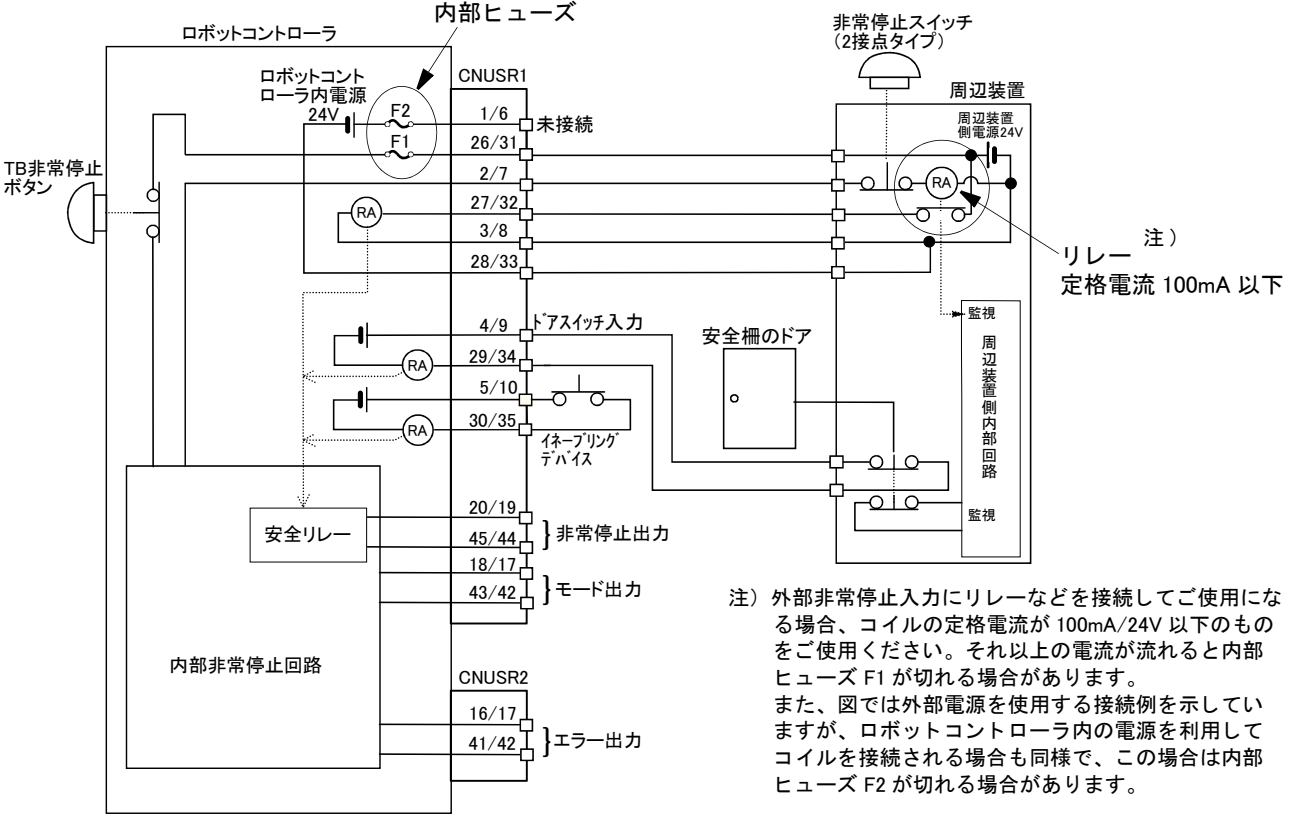 内部ヒューズ
ロボットコントローラ
ロボットコント
ローラ内電源
24V
F2
F1
CNUSR1
1/6
未接続
26/31
2/7
27/32
3/8
28/33
TB非常停止
ボタン
RA
4/9
ドアスイッチ入力
29/34
RA
5/10
30/35
RA
イネーブリング
デバイス
安全リレー
20/19
45/44
非常停止出力
18/17
43/42
モード出力
内部非常停止回路
CNUSR2
16/17
41/42
エラー出力
非常停止スイッチ
(2接点タイプ)
周辺装置
周辺装置
側電源24V
RA
リレー 注)
定格電流 100mA 以下
安全柵のドア
監視
周辺装置側内部回路
監視
注) 外部非常停止入力にリレーなどを接続してご使用にな
る場合、コイルの定格電流が 100mA/24V 以下のもの
をご使用ください。それ以上の電流が流れると内部
ヒューズ F1 が切れる場合があります。
また、図では外部電源を使用する接続例を示してい
ますが、ロボットコントローラ内の電源を利用して
コイルを接続される場合も同様で、この場合は内部
ヒューズ F2 が切れる場合があります。